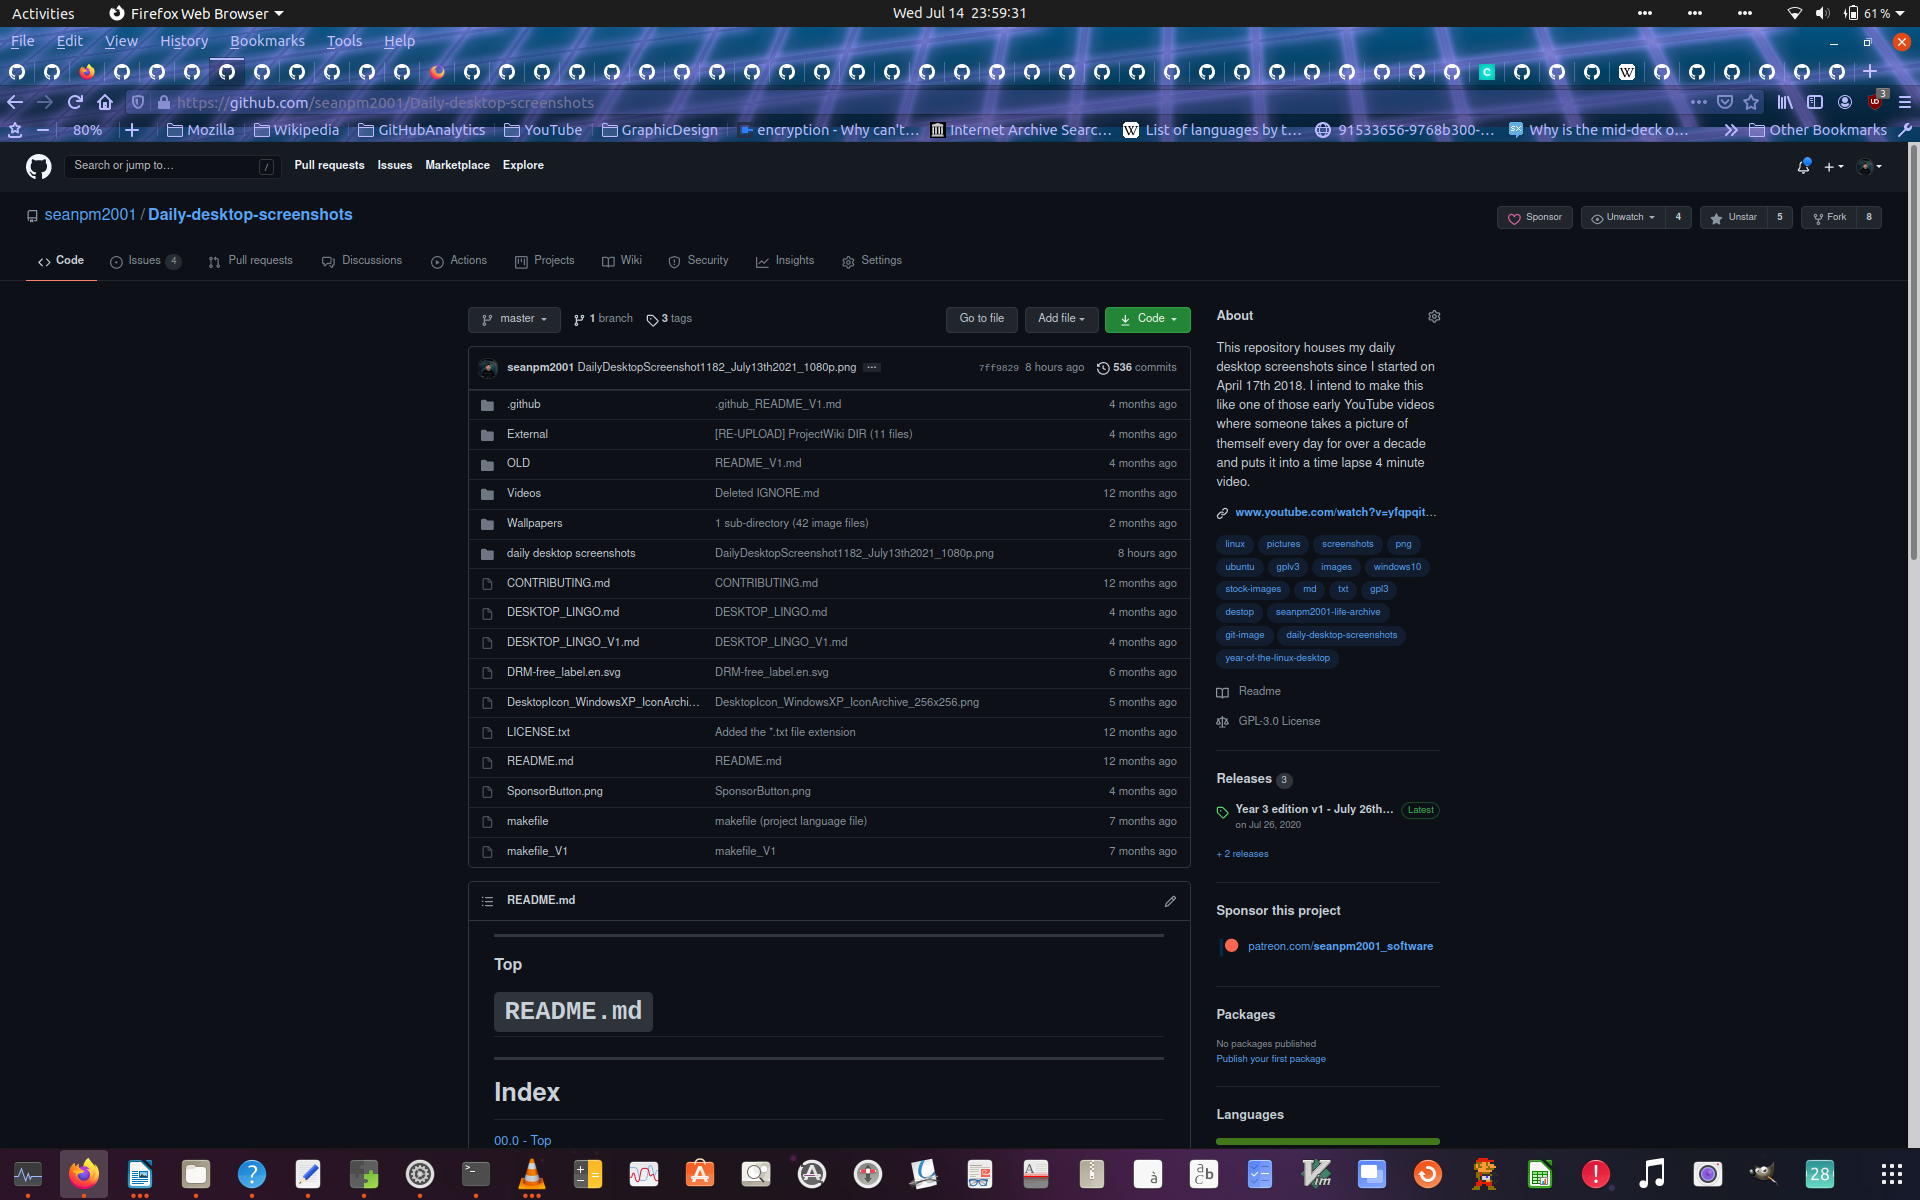 Activities
Firefox Web Browser
Wed Jul 14 23:59:31
61 %
File Edit View History Bookmarks Tools Help
https://github.com/seanpm2001/Daily-desktop-screenshots
3
80%
Mozilla
Wikipedia
GitHubAnalytics
YouTube
GraphicDesign
encryption - Why can't...
Internet Archive Searc...
List of languages by t...
91533656-9768b300-...
Why is the mid-deck o...
Other Bookmarks
Search or jump to...
/
Pull requests
Issues
Marketplace
Explore
seanpm2001 / Daily-desktop-screenshots
Sponsor
Unwatch 4
Unstar 5
Fork 8
Code
Issues 4
Pull requests
Discussions
Actions
Projects
Wiki
Security
Insights
Settings
master
1 branch
3 tags
Go to file
Add file
Code
seanpm2001 DailyDesktopScreenshot1182_July13th2021_1080p.png ... 7ff9829 8 hours ago 536 commits
.github .github_README_V1.md 4 months ago
External [RE-UPLOAD] ProjectWiki DIR (11 files) 4 months ago
OLD README_V1.md 4 months ago
Videos Deleted IGNORE.md 12 months ago
Wallpapers 1 sub-directory (42 image files) 2 months ago
daily desktop screenshots DailyDesktopScreenshot1182_July13th2021_1080p.png 8 hours ago
CONTRIBUTING.md CONTRIBUTING.md 12 months ago
DESKTOP_LINGO.md DESKTOP_LINGO.md 4 months ago
DESKTOP_LINGO_V1.md DESKTOP_LINGO_V1.md 4 months ago
DRM-free_label.en.svg DRM-free_label.en.svg 6 months ago
DesktopIcon_WindowsXP_IconArchi... DesktopIcon_WindowsXP_IconArchive_256x256.png 5 months ago
LICENSE.txt Added the *.txt file extension 12 months ago
README.md README.md 12 months ago
SponsorButton.png SponsorButton.png 4 months ago
makefile makefile (project language file) 7 months ago
makefile_V1 makefile_V1 7 months ago
README.md
Top
README.md
Index
00.0 - Top
About
This repository houses my daily
desktop screenshots since I started on
April 17th 2018. I intend to make this
like one of those early YouTube videos
where someone takes a picture of
themself every day for over a decade
and puts it into a time lapse 4 minute
video.
www.youtube.com/watch?v=yfqpqit...
linux pictures screenshots png
ubuntu gplv3 images windows10
stock-images md txt gpl3
destop seanpm2001-life-archive
git-image daily-desktop-screenshots
year-of-the-linux-desktop
Readme
GPL-3.0 License
Releases 3
Year 3 edition v1 - July 26th... Latest
on Jul 26, 2020
+ 2 releases
Sponsor this project
patreon.com/seanpm2001_software
Packages
No packages published
Publish your first package
Languages
28